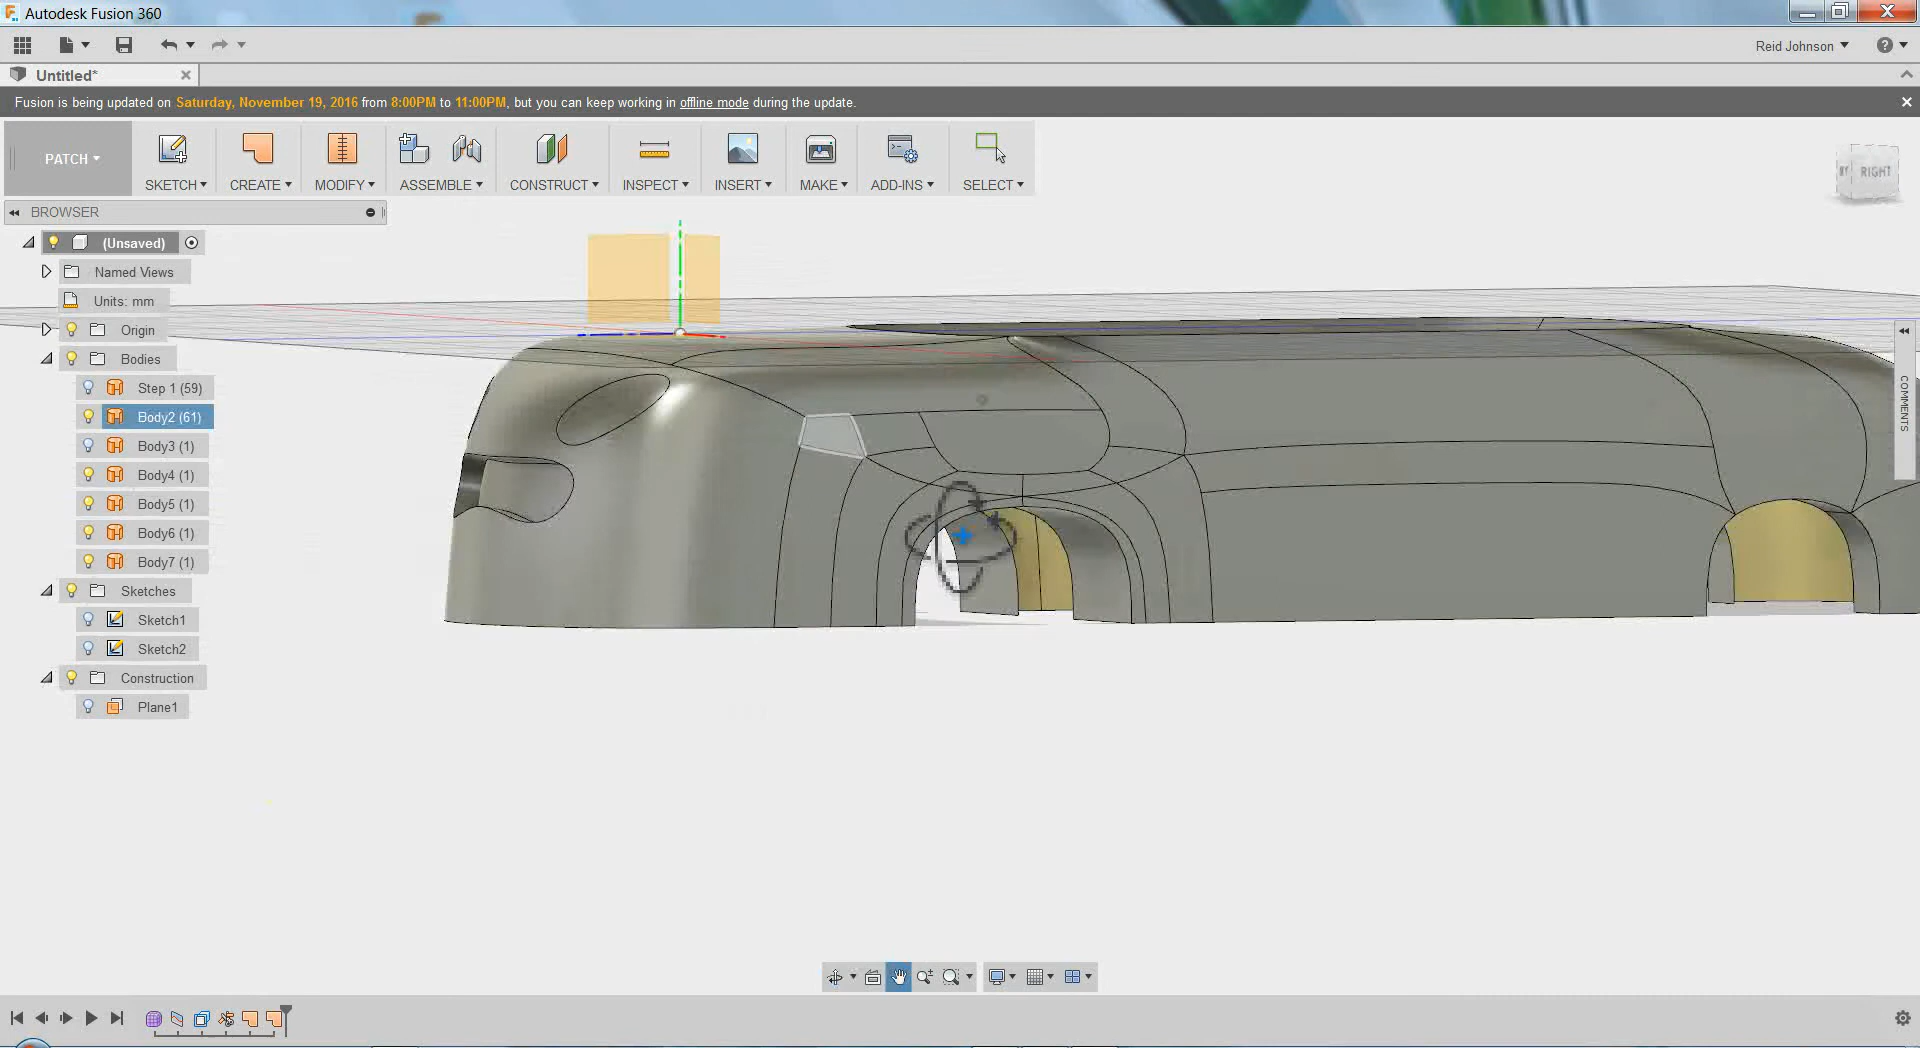 Autodesk Fusion 360
Reid Johnson
Untitled*
Fusion is being updated on Saturday, November 19, 2016 from 8:00PM to 11:00PM, but you can keep working in offline mode during the update.
PATCH
SKETCH
CREATE
MODIFY
ASSEMBLE
CONSTRUCT
INSPECT
INSERT
MAKE
ADD-INS
SELECT
RIGHT
BROWSER
(Unsaved)
Named Views
Units: mm
Origin
Bodies
Step 1 (59)
Body2 (61)
Body3 (1)
Body4 (1)
Body5 (1)
Body6 (1)
Body7 (1)
Sketches
Sketch1
Sketch2
Construction
Plane1
COMMENTS